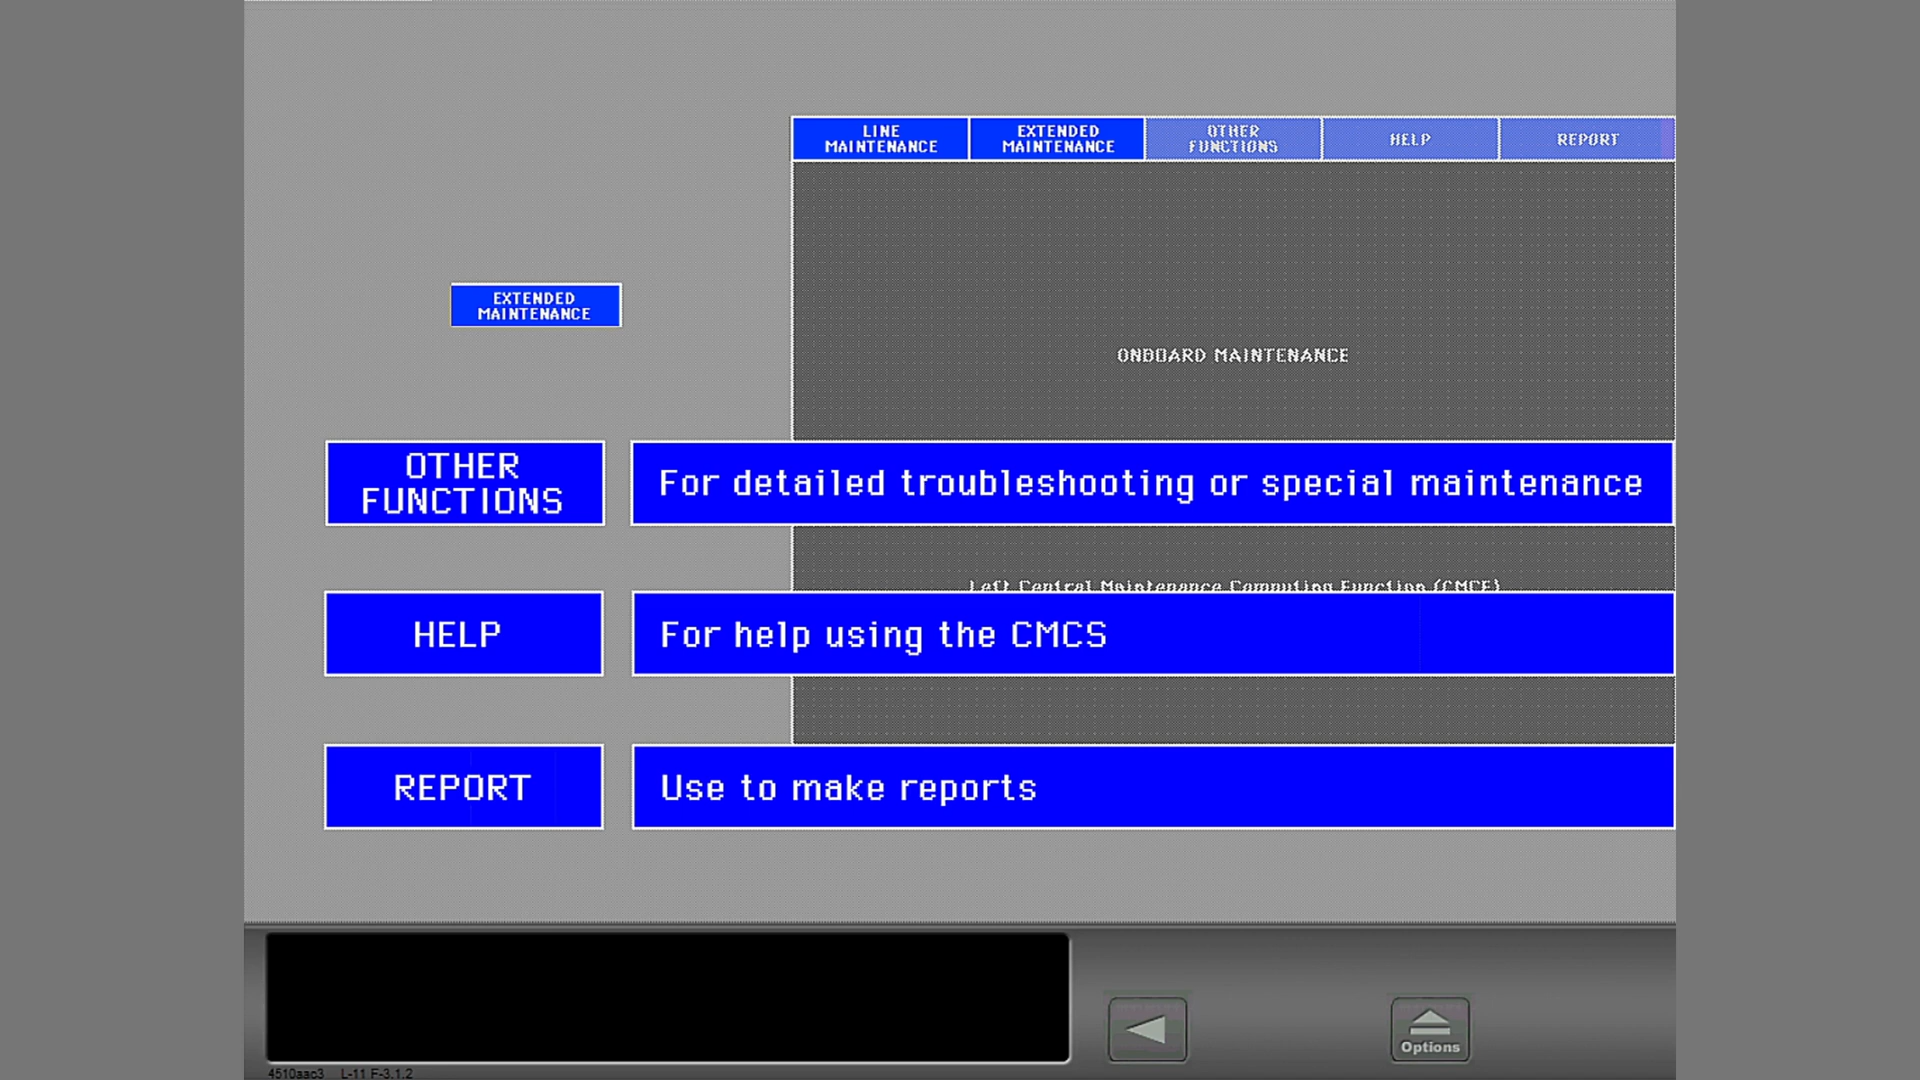 LINE
MAINTENANCE
EXTENDED
MAINTENANCE
OTHER
FUNCTIONS
HELP
REPORT
EXTENDED
MAINTENANCE
ONBOARD MAINTENANCE
OTHER
FUNCTIONS
For detailed troubleshooting or special maintenance
Left Central Maintenance Computing Function (CMCF)
HELP
For help using the CMCS
REPORT
Use to make reports
Options
4510aac3 L-11 F-3.1.2